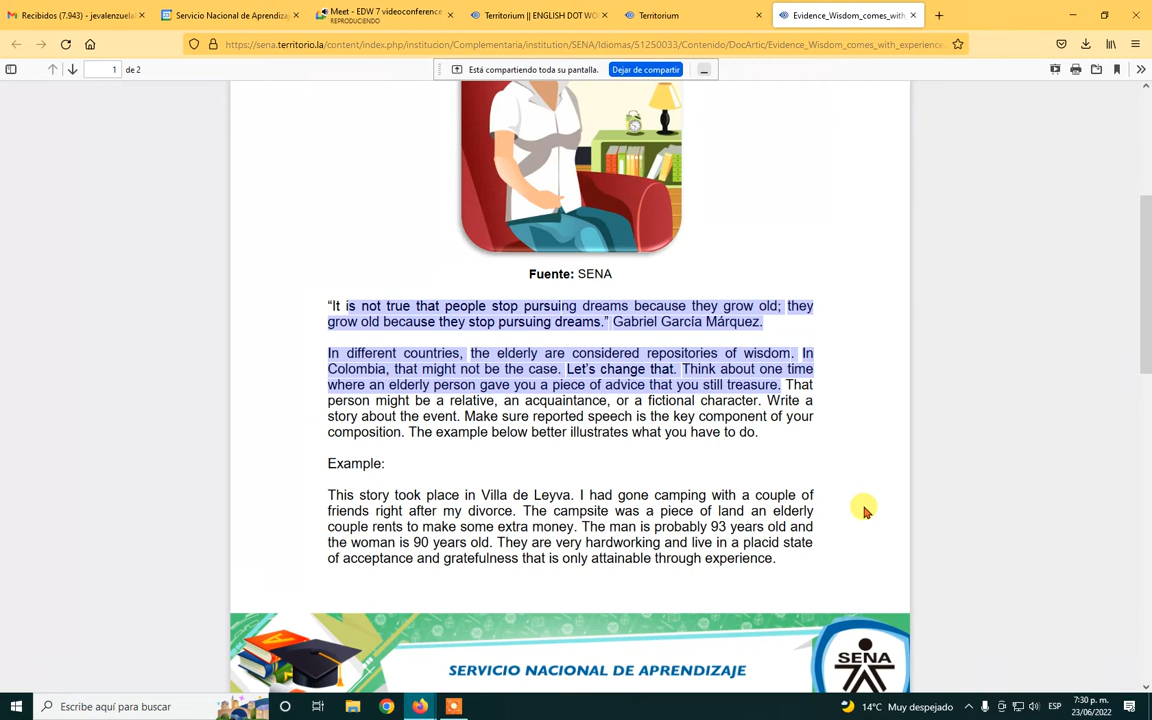 Recibidos (7.943) - jevalenzuela
Servicio Nacional de Aprendiza
Meet - EDW 7 videoconference
REPRODUCIENDO
Territorium || ENGLISH DOT WO
Territorium
Evidence_Wisdom_comes_with_
https://sena.territorio.la/content/index.php/institucion/Complementaria/institution/SENA/Idiomas/51250033/Contenido/DocArtic/Evidence_Wisdom_comes_with_experience
1 de 2
Está compartiendo toda su pantalla. Dejar de compartir
Fuente: SENA
“It is not true that people stop pursuing dreams because they grow old; they
grow old because they stop pursuing dreams.” Gabriel García Márquez.
In different countries, the elderly are considered repositories of wisdom. In
Colombia, that might not be the case. Let’s change that. Think about one time
where an elderly person gave you a piece of advice that you still treasure. That
person might be a relative, an acquaintance, or a fictional character. Write a
story about the event. Make sure reported speech is the key component of your
composition. The example below better illustrates what you have to do.
Example:
This story took place in Villa de Leyva. I had gone camping with a couple of
friends right after my divorce. The campsite was a piece of land an elderly
couple rents to make some extra money. The man is probably 93 years old and
the woman is 90 years old. They are very hardworking and live in a placid state
of acceptance and gratefulness that is only attainable through experience.
SERVICIO NACIONAL DE APRENDIZAJE
SENA
Escribe aquí para buscar
14°C Muy despejado
ESP
7:30 p. m.
23/06/2022